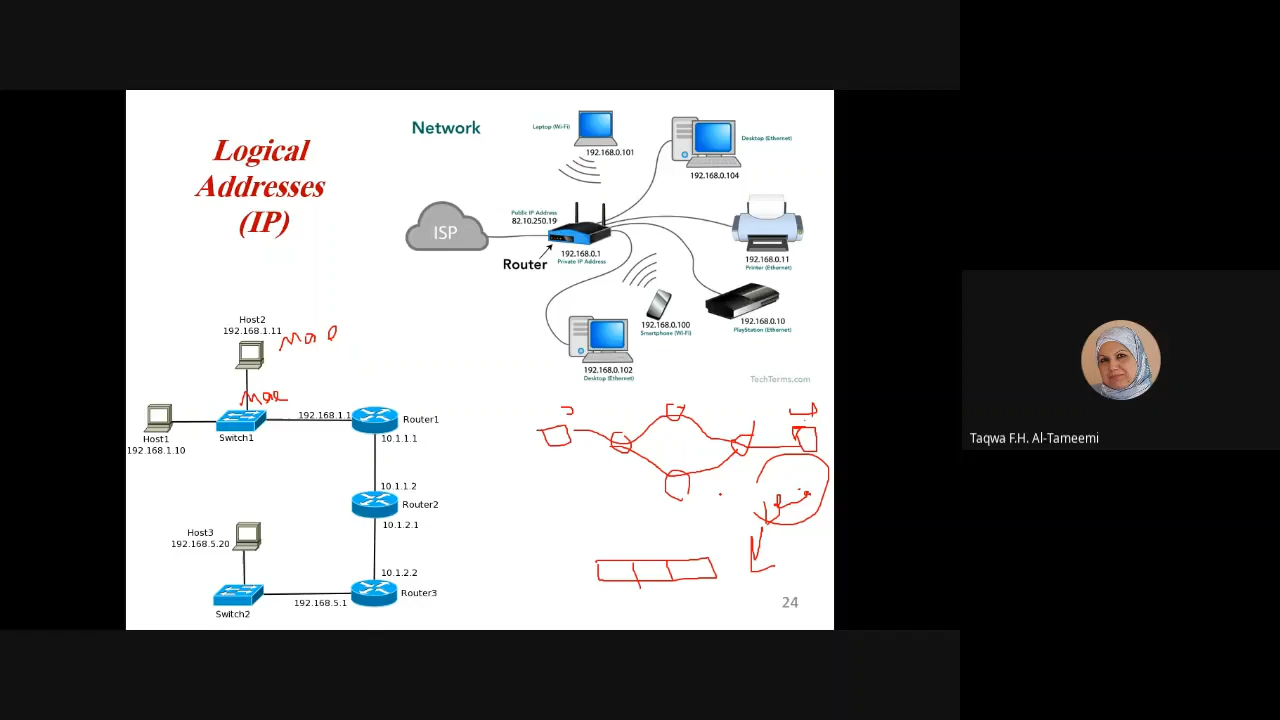 Logical
Addresses
(IP)
Network
Laptop (Wi-Fi)
192.168.0.101
Desktop (Ethernet)
192.168.0.104
Public IP Address
82.10.250.19
ISP
Router
192.168.0.1
Private IP Address
192.168.0.11
Printer (Ethernet)
192.168.0.100
Smartphone (Wi-Fi)
192.168.0.10
PlayStation (Ethernet)
192.168.0.102
Desktop (Ethernet)
TechTerms.com
Host2
192.168.1.11
Host1
192.168.1.10
Switch1
192.168.1.1
Router1
10.1.1.1
10.1.1.2
Router2
10.1.2.1
Host3
192.168.5.20
10.1.2.2
Router3
192.168.5.1
Switch2
24
Taqwa F.H. Al-Tameemi